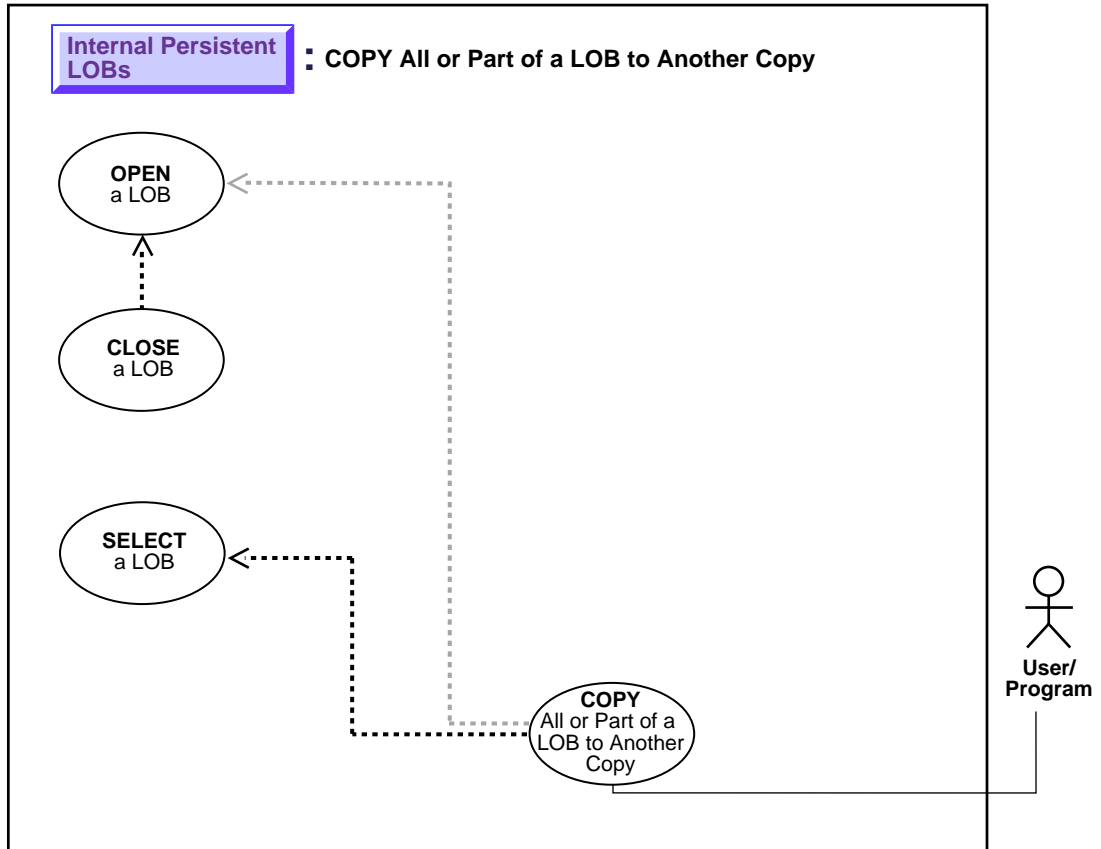 Internal Persistent
LOBs
: COPY All or Part of a LOB to Another Copy
OPEN
a LOB
CLOSE
a LOB
SELECT
a LOB
COPY
All or Part of a
LOB to Another
Copy
User/
Program